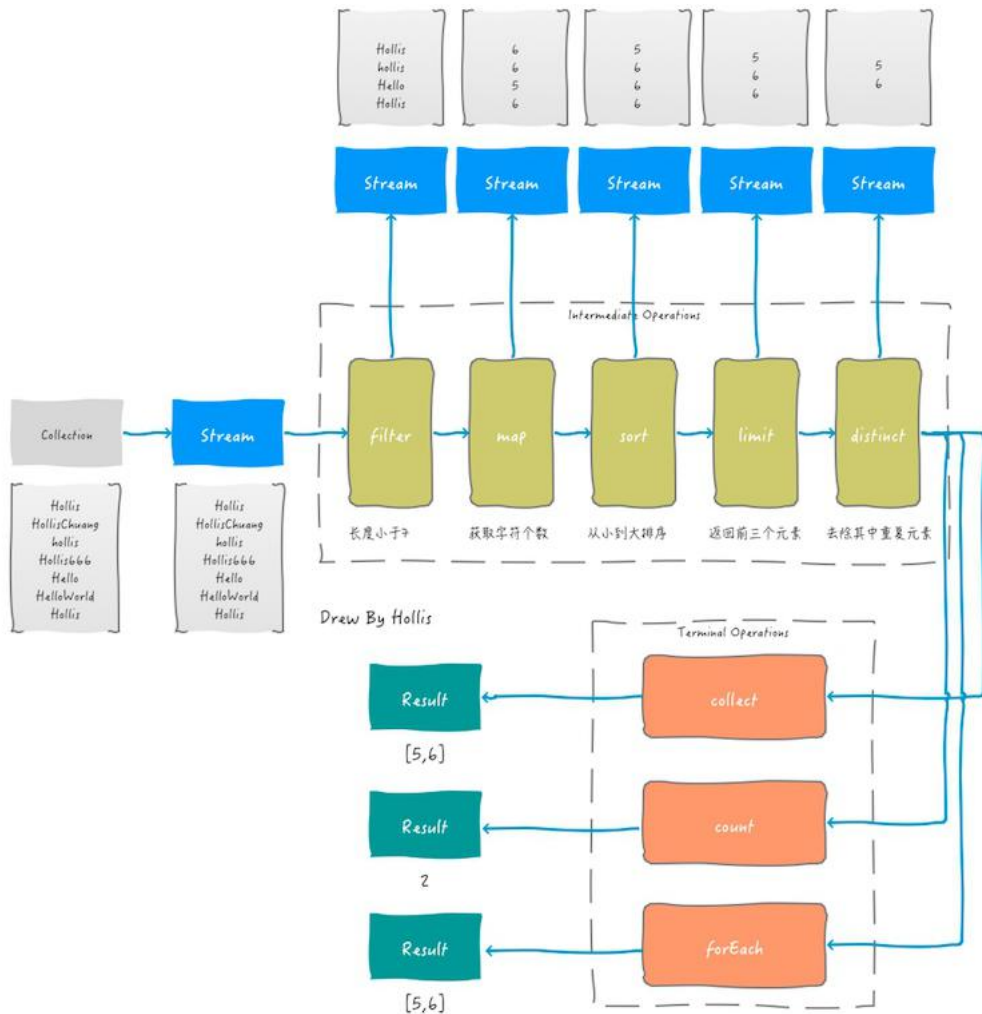 Hollis
hollis
Hello
Hollis
6
6
5
6
5
6
6
6
5
6
6
5
6
Stream
Stream
Stream
Stream
Stream
Intermediate Operations
Collection
Stream
filter
map
sort
limit
distinct
长度小于7
获取字符个数
从小到大排序
返回前三个元素
去除其中重复元素
Hollis
HollisChuang
hollis
Hollis666
Hello
HelloWorld
Hollis
Hollis
HollisChuang
hollis
Hollis666
Hello
HelloWorld
Hollis
Drew By Hollis
Terminal Operations
Result
collect
[5,6]
Result
count
2
Result
forEach
[5,6]